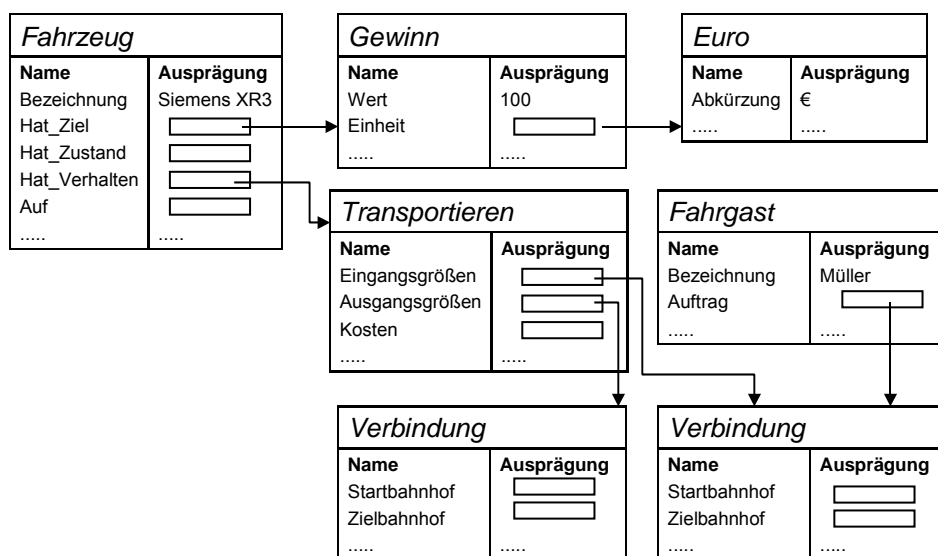 Fahrzeug
Name Ausprägung
Bezeichnung Siemens XR3
Hat_Ziel
Hat_Zustand
Hat_Verhalten
Auf
..... .....
Gewinn
Name Ausprägung
Wert 100
Einheit
..... .....
Euro
Name Ausprägung
Abkürzung €
..... .....
Transportieren
Name Ausprägung
Eingangsgrößen
Ausgangsgrößen
Kosten
..... .....
Fahrgast
Name Ausprägung
Bezeichnung Müller
Auftrag
..... .....
Verbindung
Name Ausprägung
Startbahnhof
Zielbahnhof
..... .....
Verbindung
Name Ausprägung
Startbahnhof
Zielbahnhof
..... .....